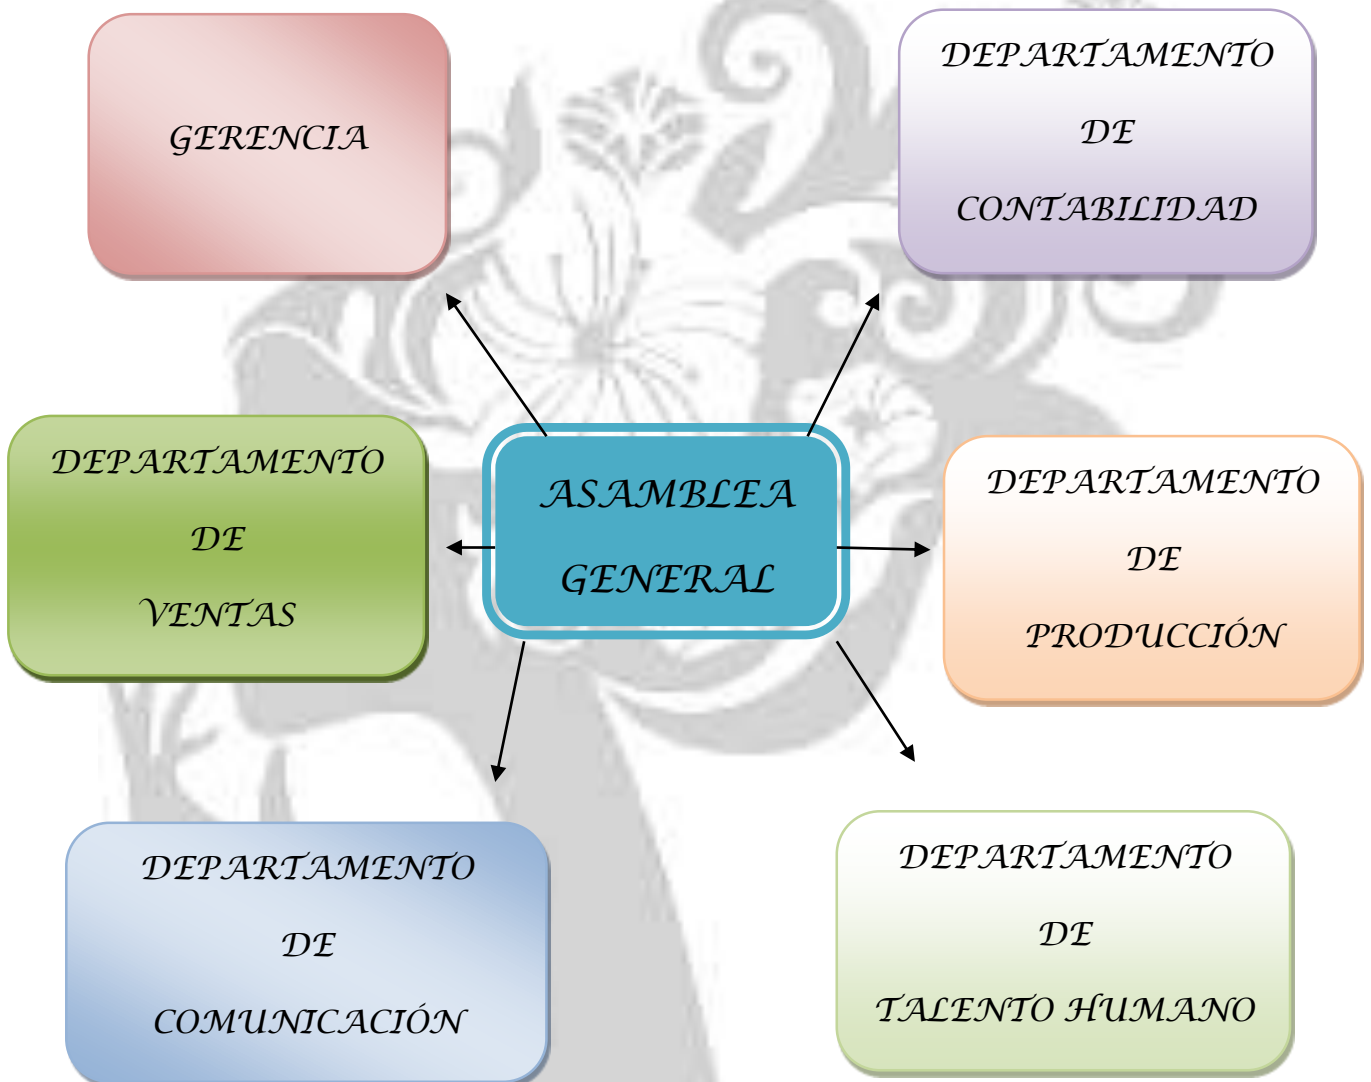 GERENCIA
DEPARTAMENTO
DE
CONTABILIDAD
DEPARTAMENTO
DE
VENTAS
ASAMBLEA
GENERAL
DEPARTAMENTO
DE
PRODUCCIÓN
DEPARTAMENTO
DE
COMUNICACIÓN
DEPARTAMENTO
DE
TALENTO HUMANO